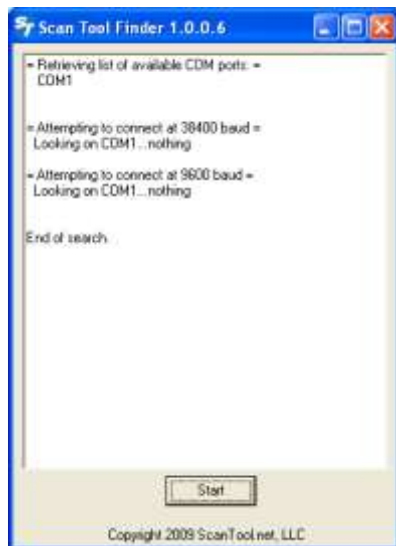 ST Scan Tool Finder 1.0.0.6
= Retrieving list of available COM ports: =
COM1
= Attempting to connect at 38400 baud =
Looking on COM1...nothing
= Attempting to connect at 9600 baud =
Looking on COM1...nothing
End of search.
Start
Copyright 2009 ScanTool.net, LLC